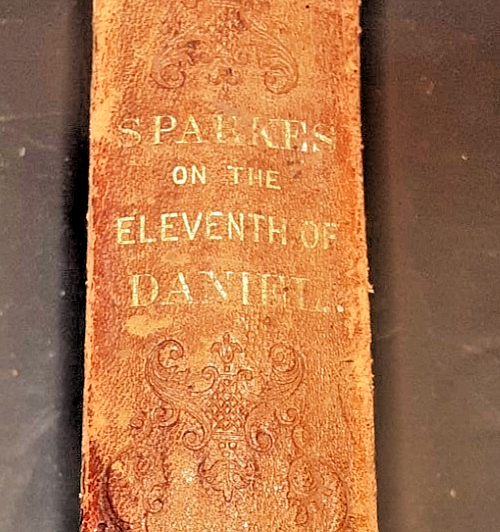 SPARKES
ON THE
ELEVENTH OF
DANIEL.